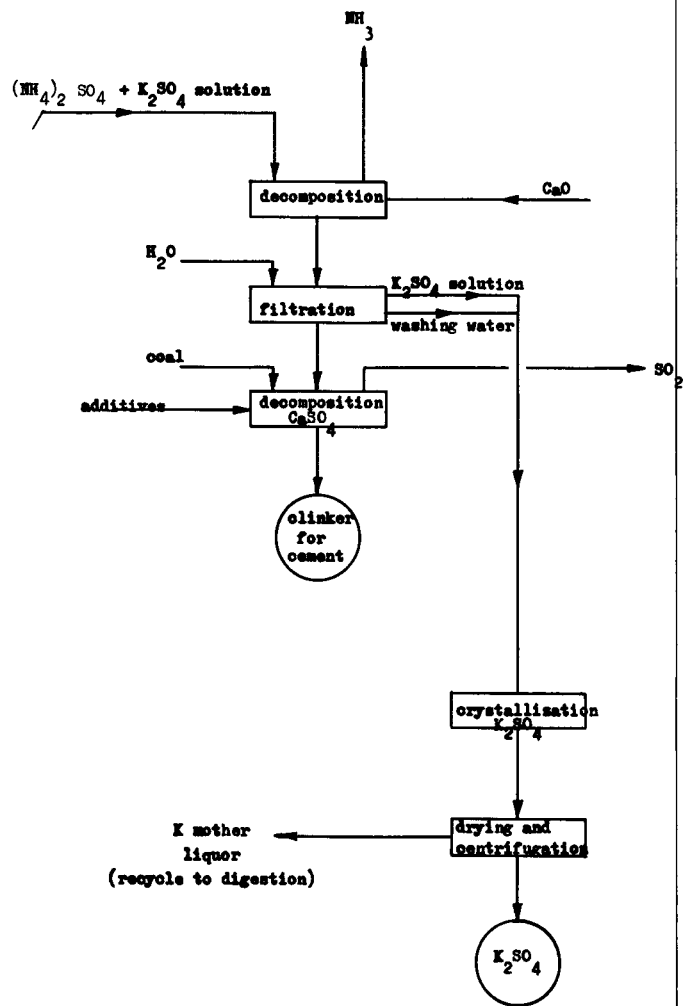 NH3
(NH4)2 SO4 + K2SO4 solution
decomposition
CaO
H2O
K2SO4 solution
filtration
washing water
coal
SO2
decomposition
CaSO4
additives
clinker
for
cement
crystallisation
K2SO4
drying and
centrifugation
K mother
liquor
(recycle to digestion)
K2SO4